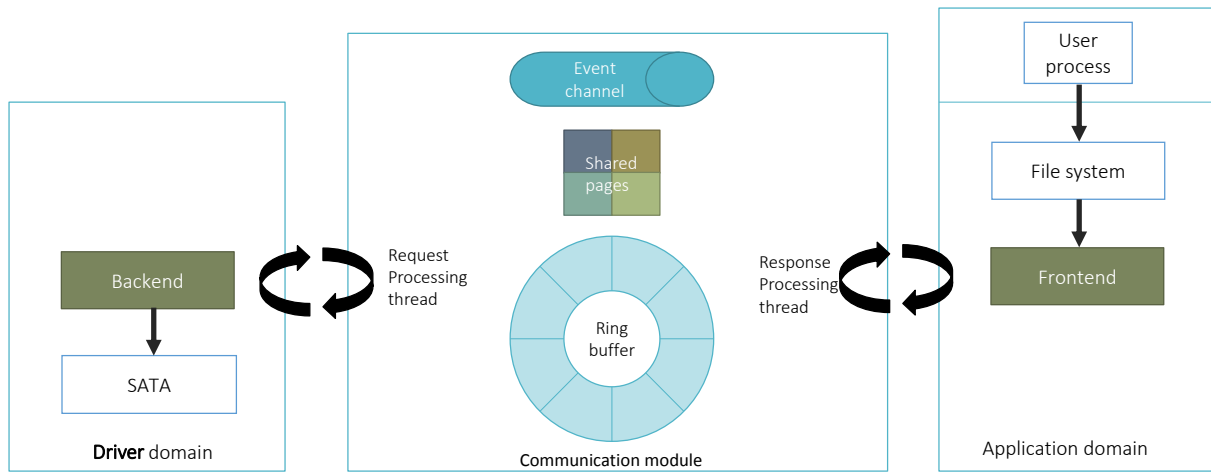 Event
channel
User
process
Shared
pages
File system
Request
Processing
thread
Response
Processing
thread
Backend
Frontend
Ring
buffer
SATA
Driver domain
Communication module
Application domain